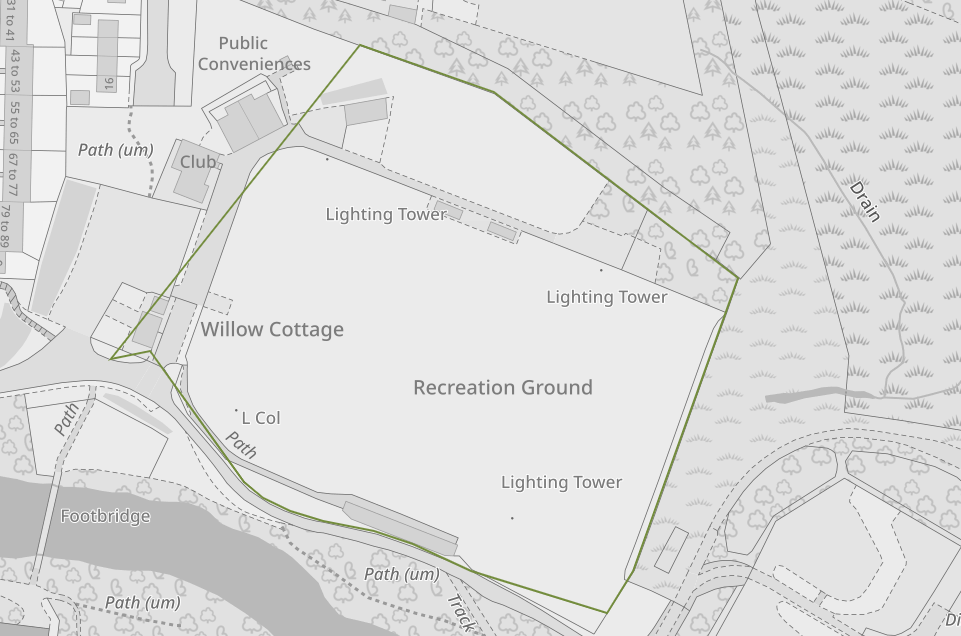 31 to 41
43 to 53
55 to 65
67 to 77
79 to 89
16
Public
Conveniences
Path (um)
Club
Lighting Tower
Drain
Lighting Tower
Willow Cottage
Recreation Ground
L Col
Path
Path
Lighting Tower
Footbridge
Path (um)
Path (um)
Track